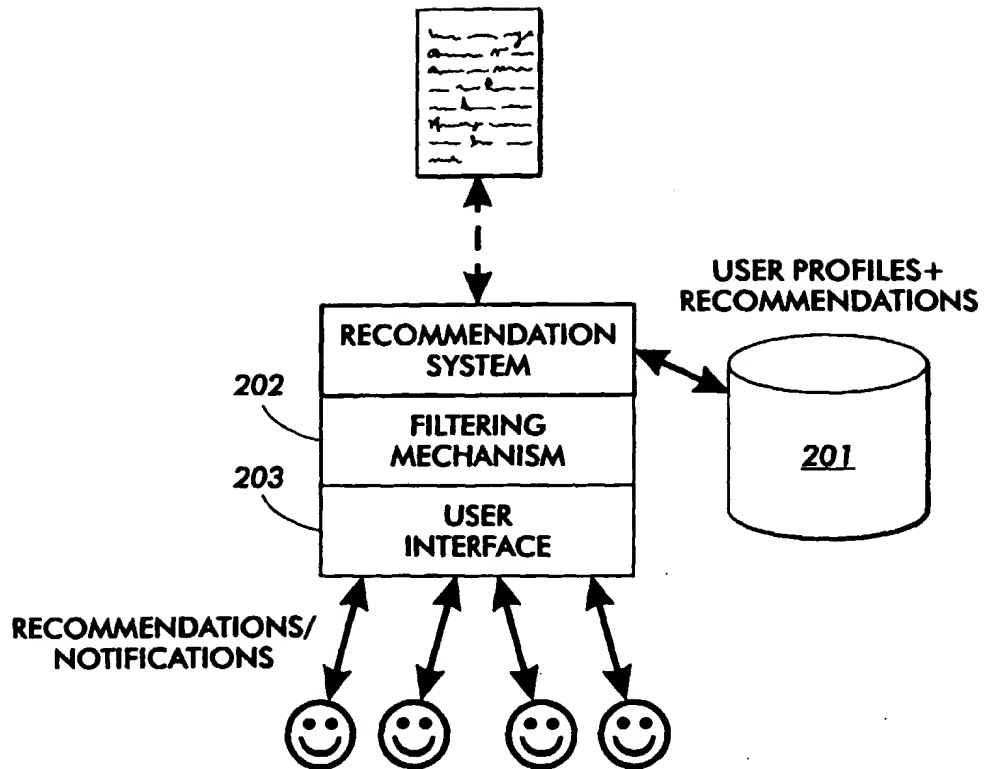 USER PROFILES+
RECOMMENDATIONS
RECOMMENDATION
SYSTEM
202
FILTERING
MECHANISM
201
203
USER
INTERFACE
RECOMMENDATIONS/
NOTIFICATIONS